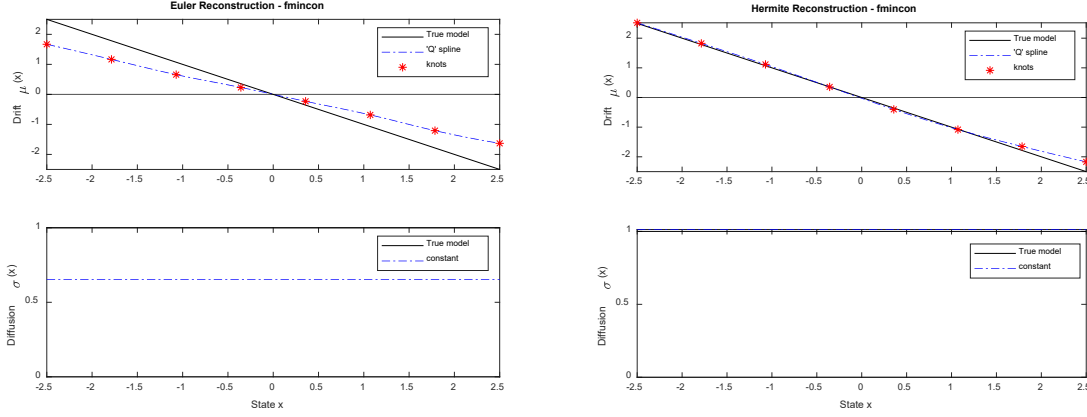 Euler Reconstruction - fmincon
Drift μ (x)
2
1
0
-1
-2
True model
'Q' spline
knots
-2.5 -2 -1.5 -1 -0.5 0 0.5 1 1.5 2 2.5
Diffusion σ (x)
1
0.5
0
True model
constant
-2.5 -2 -1.5 -1 -0.5 0 0.5 1 1.5 2 2.5
State x
Hermite Reconstruction - fmincon
Drift μ (x)
2
1
0
-1
-2
True model
'Q' spline
knots
-2.5 -2 -1.5 -1 -0.5 0 0.5 1 1.5 2 2.5
Diffusion σ (x)
1
0.5
0
True model
constant
-2.5 -2 -1.5 -1 -0.5 0 0.5 1 1.5 2 2.5
State x